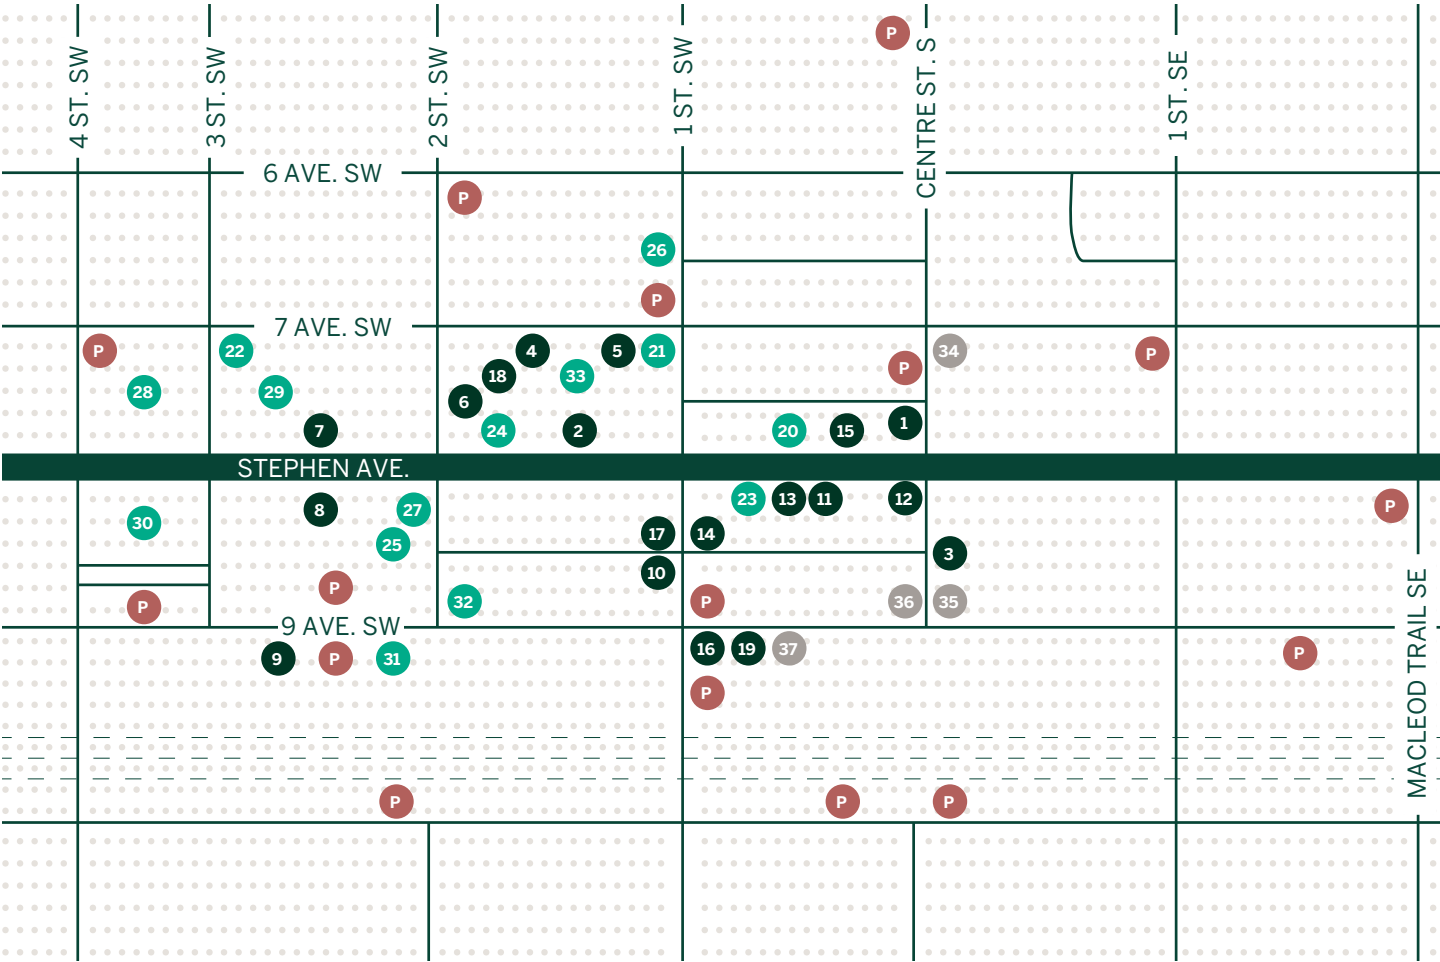 P
4 ST. SW
3 ST. SW
2 ST. SW
1 ST. SW
CENTRE ST. S
1 ST. SE
6 AVE. SW
P
26
P
7 AVE. SW
P
22
4
5
21
34
P
18
33
P
28
29
6
7
24
2
20
15
1
STEPHEN AVE.
23
13
11
12
P
8
27
30
17
14
25
3
10
P
32
P
36
35
P
9 AVE. SW
16
19
37
P
9
P
31
P
MACLEOD TRAIL SE
P
P
P